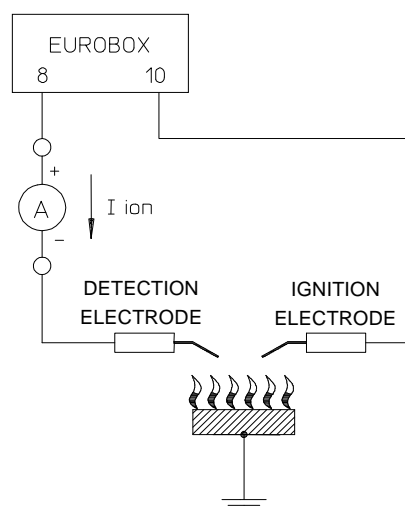 EUROBOX
8 10
+
A
I ion
–
DETECTION
ELECTRODE
IGNITION
ELECTRODE